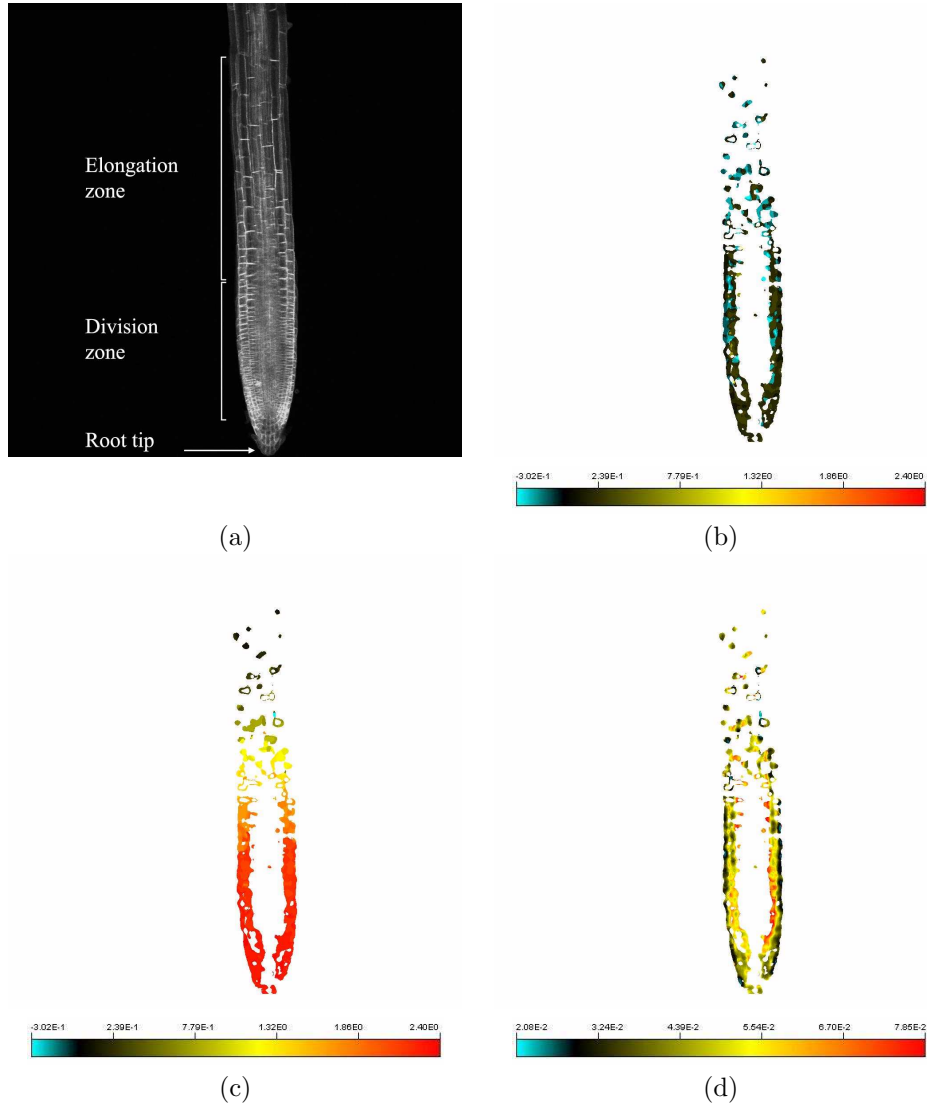 Elongation
zone
Division
zone
Root tip
-3.02E-1 2.39E-1 7.79E-1 1.32E0 1.86E0 2.40E0
(a) (b)
-3.02E-1 2.39E-1 7.79E-1 1.32E0 1.86E0 2.40E0
2.08E-2 3.24E-2 4.39E-2 5.54E-2 6.70E-2 7.85E-2
(c) (d)